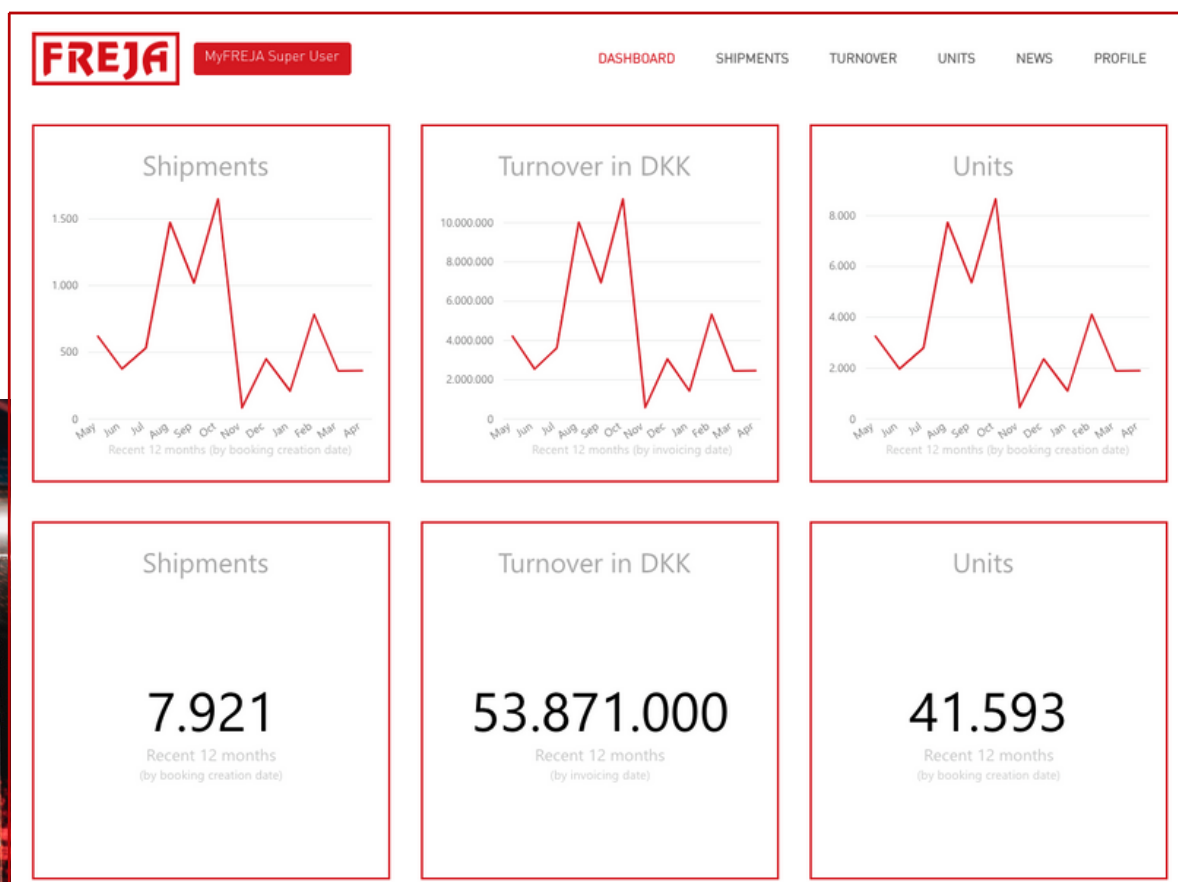 FREJA
MyFREJA Super User
DASHBOARD SHIPMENTS TURNOVER UNITS NEWS PROFILE
Shipments
1.500
1.000
500
0
May Jun Jul Aug Sep Oct Nov Dec Jan Feb Mar Apr
Recent 12 months (by booking creation date)
Turnover in DKK
10.000.000
8.000.000
6.000.000
4.000.000
2.000.000
0
May Jun Jul Aug Sep Oct Nov Dec Jan Feb Mar Apr
Recent 12 months (by invoicing date)
Units
8.000
6.000
4.000
2.000
0
May Jun Jul Aug Sep Oct Nov Dec Jan Feb Mar Apr
Recent 12 months (by booking creation date)
Shipments
7.921
Recent 12 months
(by booking creation date)
Turnover in DKK
53.871.000
Recent 12 months
(by invoicing date)
Units
41.593
Recent 12 months
(by booking creation date)